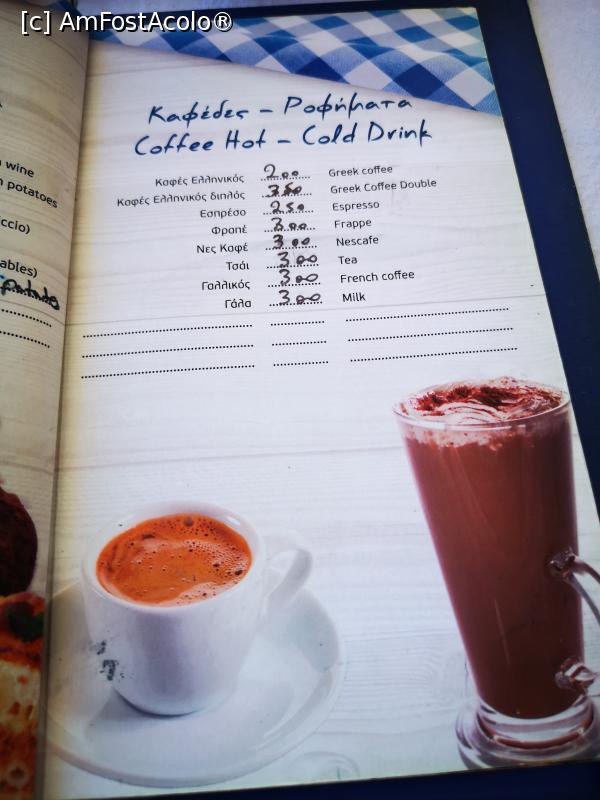 [c] AmFostAcolo®
Καφέδες – Ροφήματα
Coffee Hot – Cold Drink
Καφές Ελληνικός 2,00 Greek coffee
Καφές Ελληνικός διπλός 3,50 Greek Coffee Double
Εσπρέσο 2,50 Espresso
Φραπέ 3,00 Frappe
Νες Καφέ 3,00 Nescafe
Τσάι 3,00 Tea
Γαλλικός 3,00 French coffee
Γάλα 3,00 Milk
wine
potatoes
ccio)
ables)